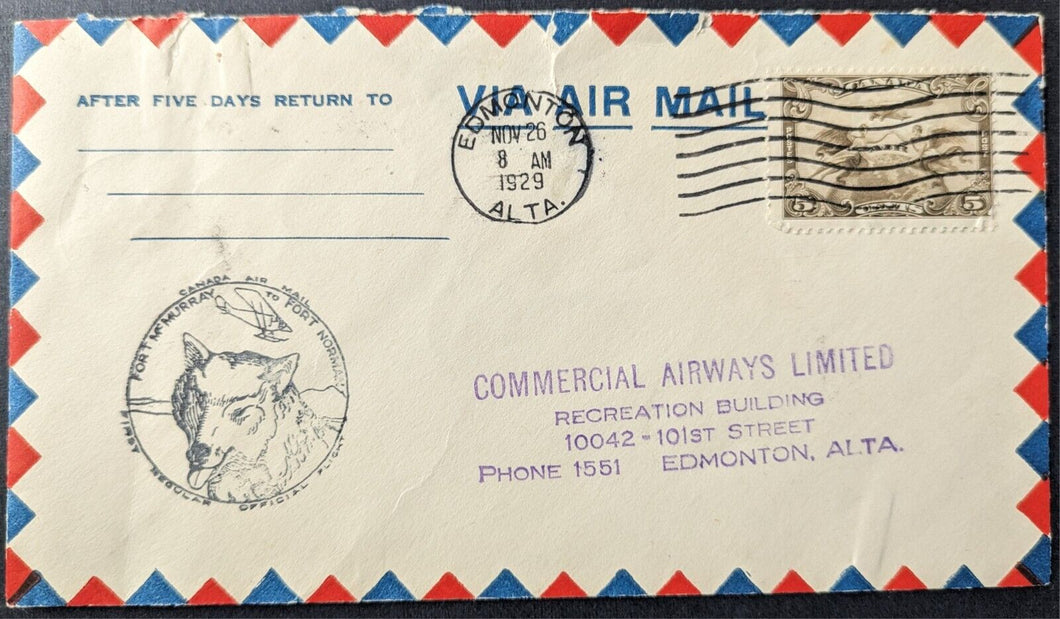 AFTER FIVE DAYS RETURN TO
VIA AIR MAIL
EDMONTON
NOV 26
8 AM
1929
ALTA.
CANADA
AIR
5 5
CANADA AIR MAIL
FORT McMURRAY TO FORT NORMAN
FIRST REGULAR OFFICIAL FLIGHT
COMMERCIAL AIRWAYS LIMITED
RECREATION BUILDING
10042-101ST STREET
PHONE 1551 EDMONTON, ALTA.